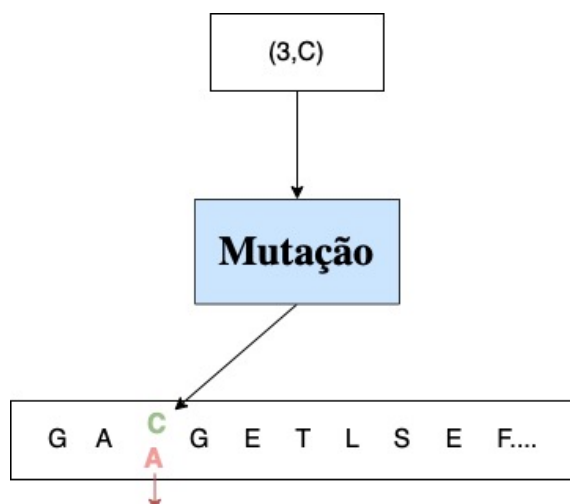 (3,C)
Mutação
C
G A G E T L S E F....
A